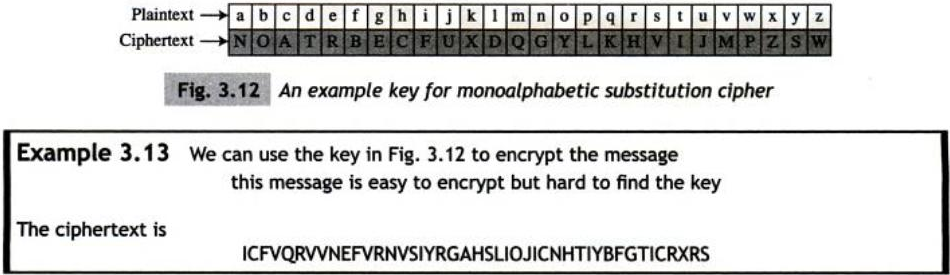 Plaintext → a b c d e f g h i j k l m n o p q r s t u v w x y z
Ciphertext → N O A T R B E C F U X D Q G Y L K H V I J M P Z S W
Fig. 3.12 An example key for monoalphabetic substitution cipher
Example 3.13 We can use the key in Fig. 3.12 to encrypt the message
this message is easy to encrypt but hard to find the key
The ciphertext is
ICFVQRVVNEFVRNVSIYRGAHSLIOJICNHTIYBFGTICRXRS